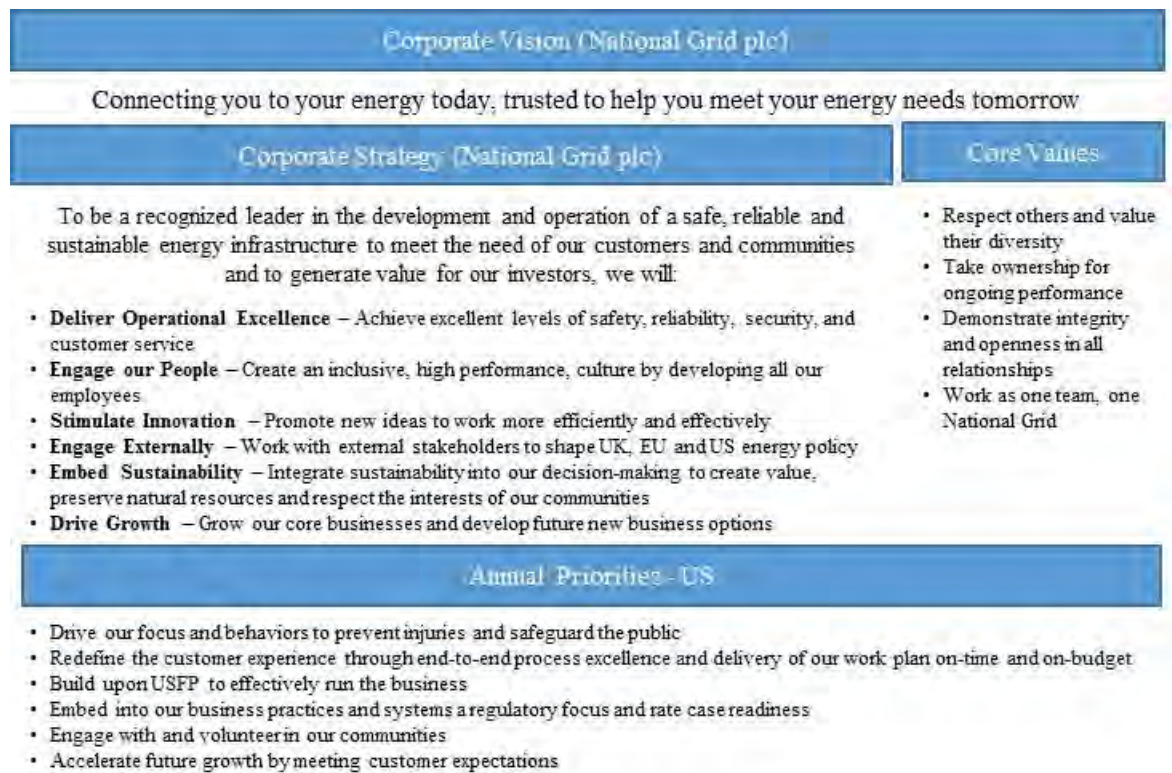 Corporate Vision (National Grid plc)
Connecting you to your energy today, trusted to help you meet your energy needs tomorrow
Corporate Strategy (National Grid plc)
To be a recognized leader in the development and operation of a safe, reliable and
sustainable energy infrastructure to meet the need of our customers and communities
and to generate value for our investors, we will:
• Deliver Operational Excellence – Achieve excellent levels of safety, reliability, security, and
customer service
• Engage our People – Create an inclusive, high performance, culture by developing all our
employees
• Stimulate Innovation – Promote new ideas to work more efficiently and effectively
• Engage Externally – Work with external stakeholders to shape UK, EU and US energy policy
• Embed Sustainability – Integrate sustainability into our decision-making to create value,
preserve natural resources and respect the interests of our communities
• Drive Growth – Grow our core businesses and develop future new business options
Core Values
• Respect others and value
their diversity
• Take ownership for
ongoing performance
• Demonstrate integrity
and openness in all
relationships
• Work as one team, one
National Grid
Annual Priorities - US
• Drive our focus and behaviors to prevent injuries and safeguard the public
• Redefine the customer experience through end-to-end process excellence and delivery of our work plan on-time and on-budget
• Build upon USFP to effectively run the business
• Embed into our business practices and systems a regulatory focus and rate case readiness
• Engage with and volunteer in our communities
• Accelerate future growth by meeting customer expectations